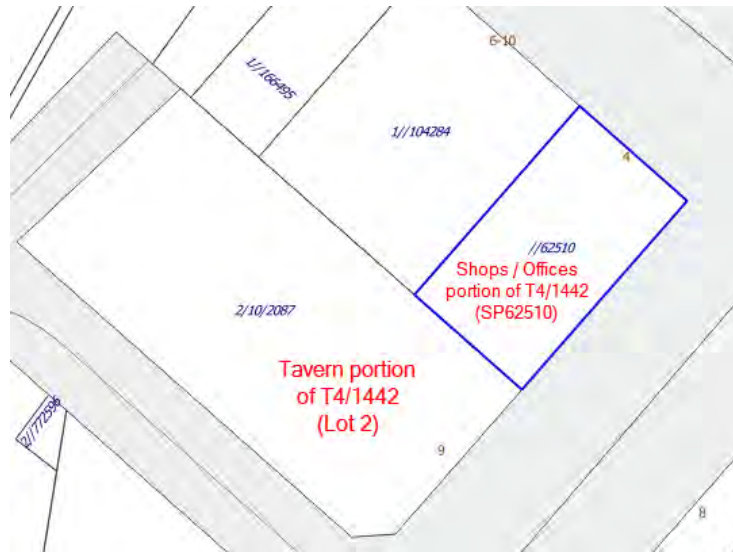 6-10
1//166495
1//104284
4
//62510
Shops / Offices
portion of T4/1442
(SP62510)
2/10/2087
Tavern portion
of T4/1442
(Lot 2)
2//772596
9
8